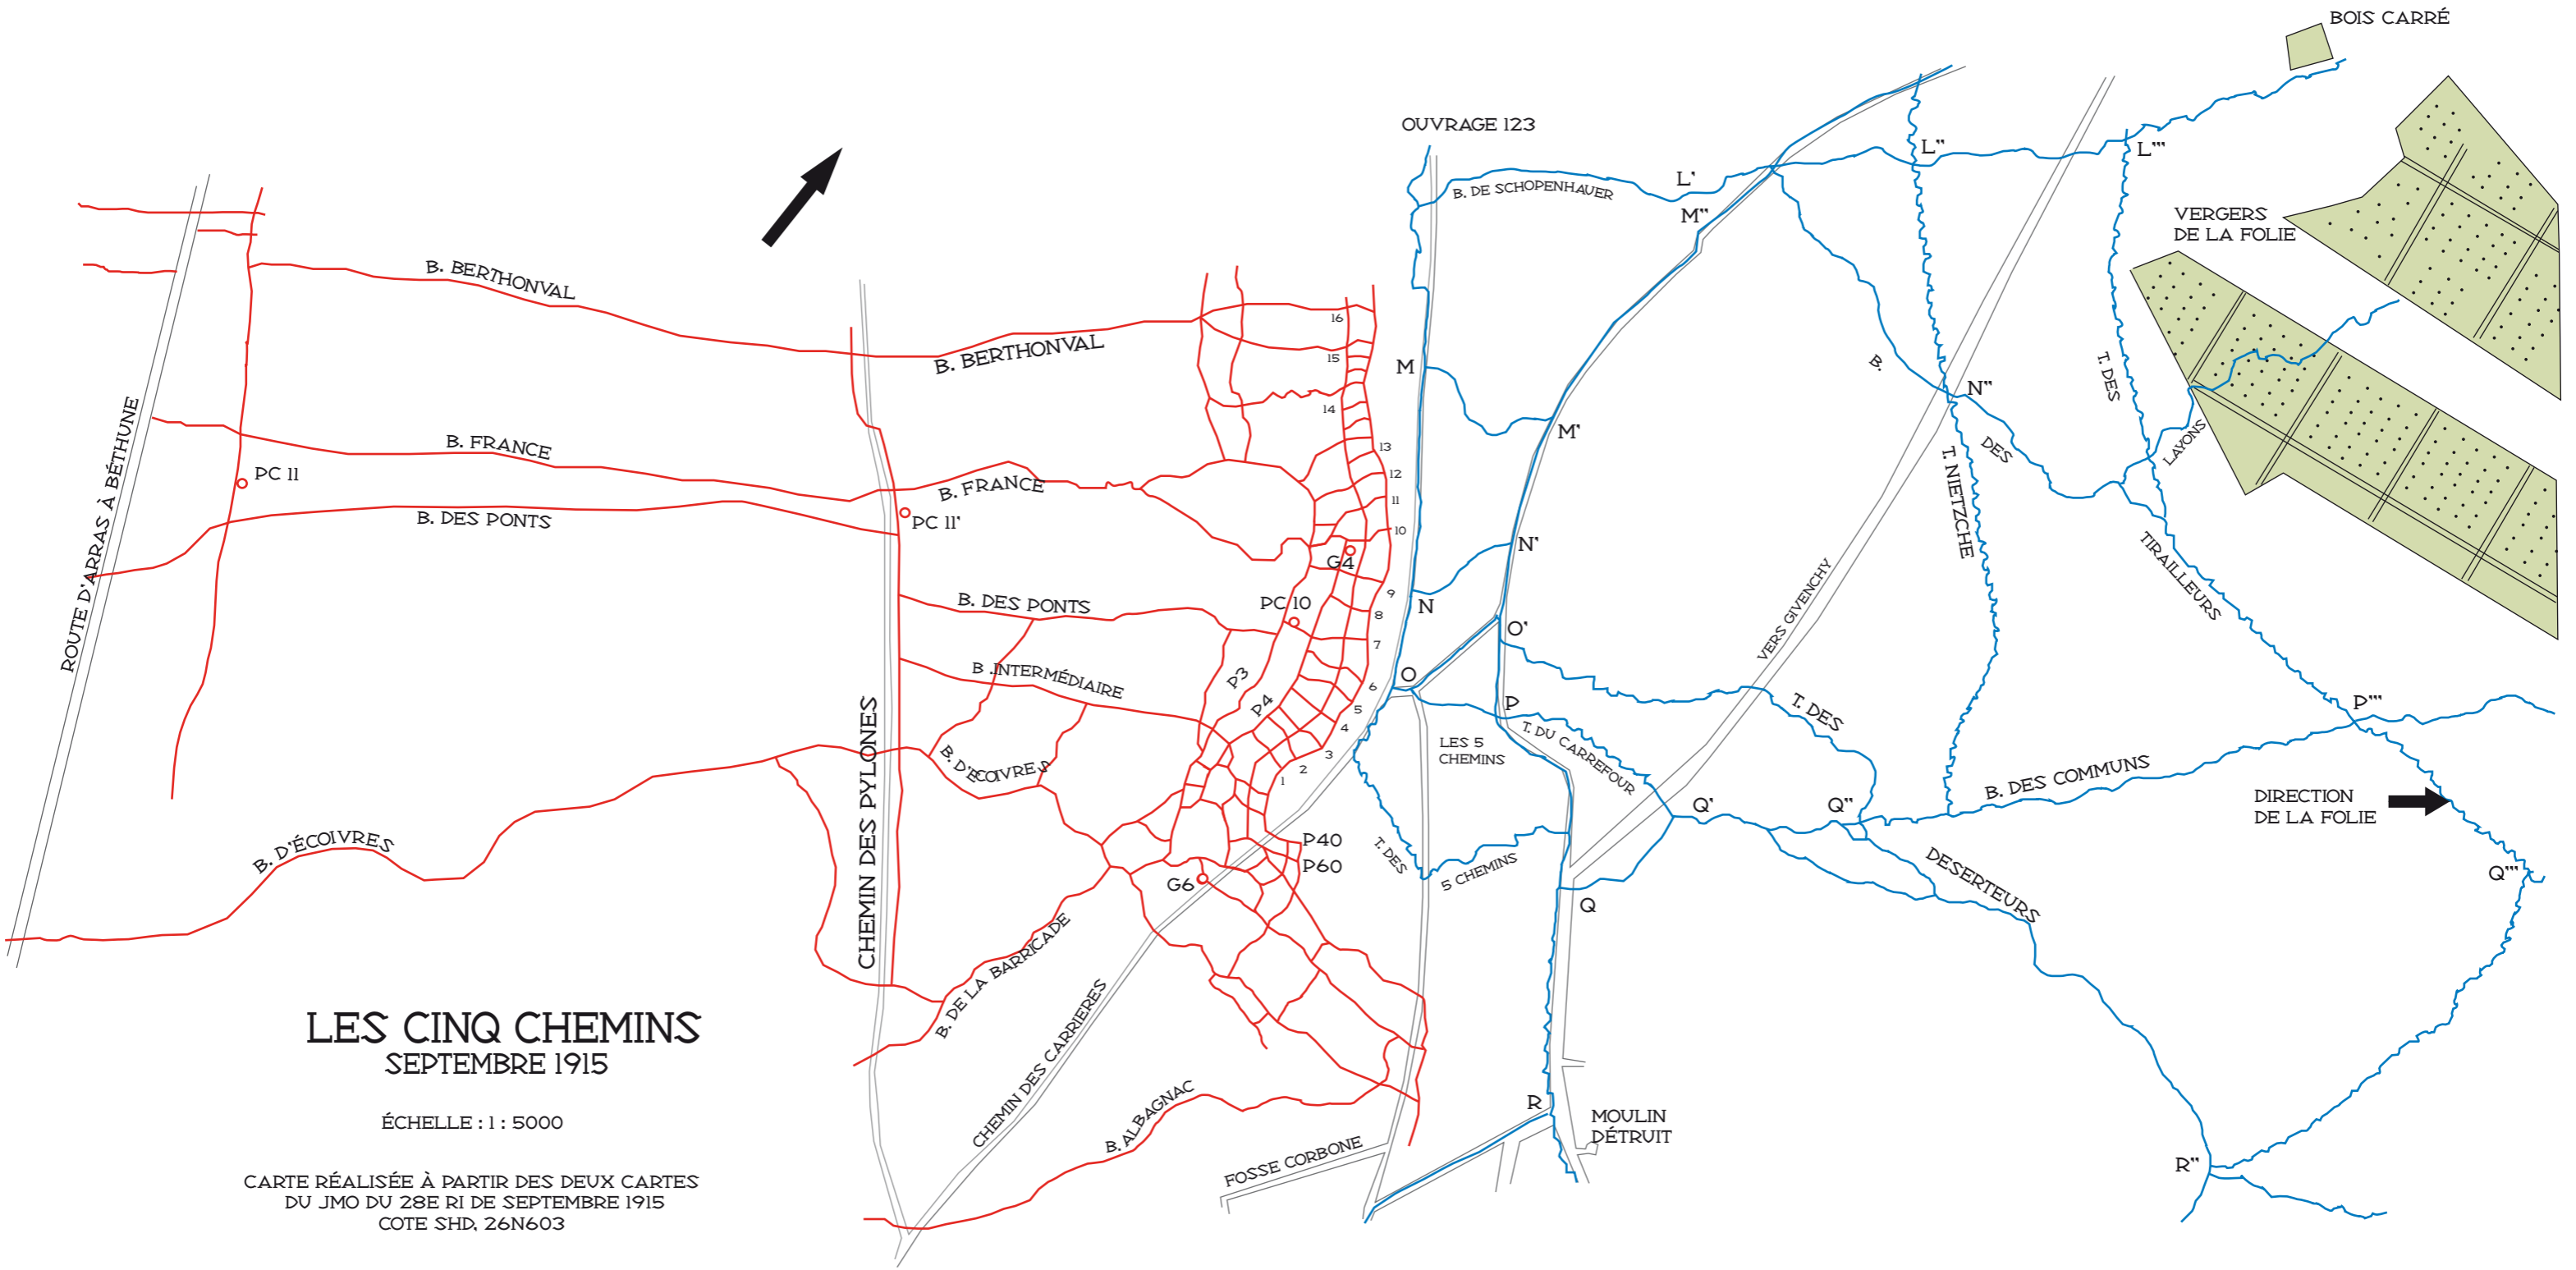 BOIS CARRÉ
OUVRAGE 123
L'
L''
L'''
B. DE SCHOPENHAUER
M''
VERGERS
DE LA FOLIE
B. BERTHONVAL
B. BERTHONVAL
16
15
14
13
12
11
10
9
8
7
6
5
4
3
2
1
M
M'
B.
DES
LAYONS
N''
T. DES
TIRAILLEURS
T. NIETZCHE
ROUTE D'ARRAS À BÉTHUNE
B. FRANCE
B. FRANCE
PC 11
PC 11'
B. DES PONTS
B. DES PONTS
G4
PC 10
N'
N
VERS GIVENCHY
O'
O
B .INTERMÉDIAIRE
P3
P4
P
P'''
T. DES
DESERTEURS
T. DU CARREFOUR
LES 5
CHEMINS
B. D'ÉCOIVRES
B. D'ÉCOIVRES
CHEMIN DES PYLONES
B. DES COMMUNS
DIRECTION
DE LA FOLIE
Q'
Q''
Q'''
Q
P40
P60
G6
T. DES
5 CHEMINS
B. DE LA BARRICADE
CHEMIN DES CARRIERES
B. ALBAGNAC
FOSSE CORBONE
R
R''
MOULIN
DÉTRUIT
LES CINQ CHEMINS
SEPTEMBRE 1915
ÉCHELLE : 1 : 5000
CARTE RÉALISÉE À PARTIR DES DEUX CARTES
DU JMO DU 28E RI DE SEPTEMBRE 1915
COTE SHD, 26N603